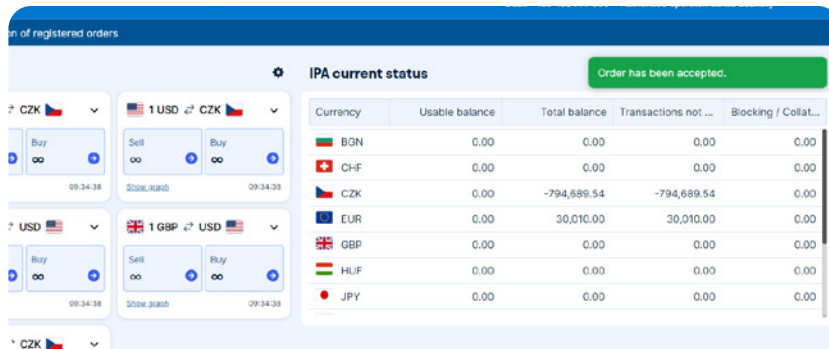 on of registered orders
IPA current status
Order has been accepted.
CZK
1 USD ⇄ CZK
Buy
∞
09:34:38
Sell
∞
Buy
∞
Show graph
09:34:38
USD
1 GBP ⇄ USD
Buy
∞
09:34:38
Sell
∞
Buy
∞
Show graph
09:34:38
CZK
Currency Usable balance Total balance Transactions not ... Blocking / Collat...
BGN 0.00 0.00 0.00 0.00
CHF 0.00 0.00 0.00 0.00
CZK 0.00 -794,689.54 -794,689.54 0.00
EUR 0.00 30,010.00 30,010.00 0.00
GBP 0.00 0.00 0.00 0.00
HUF 0.00 0.00 0.00 0.00
JPY 0.00 0.00 0.00 0.00